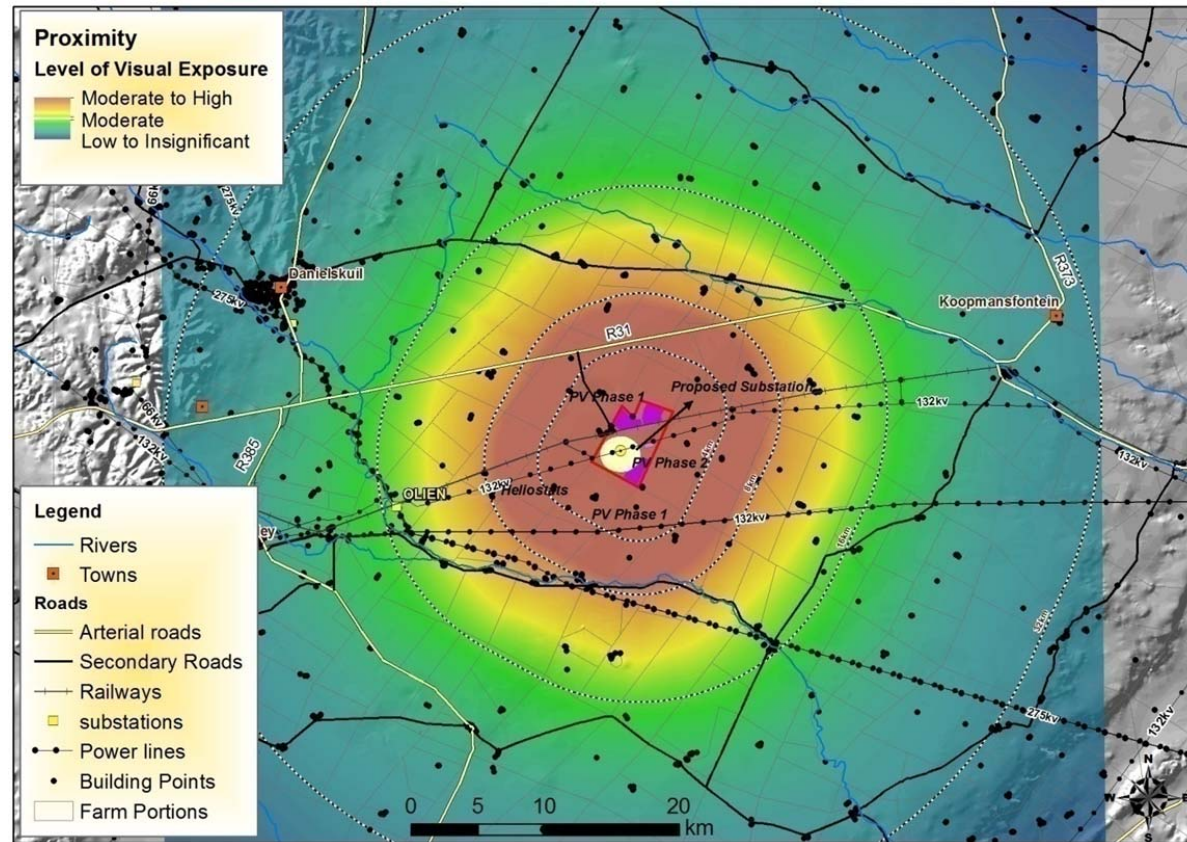 Proximity
Level of Visual Exposure
Moderate to High
Moderate
Low to Insignificant
66kv
275kv
Danielskuil
275kv
R373
Koopmansfontein
R31
PV Phase 1
Proposed Substation
66kv
132kv
132kv
R385
PV Phase 2
132kv
OLIEN
132kv
Heliostats
PV Phase 1
132kv
Legend
Rivers
Towns
Roads
Arterial roads
Secondary Roads
Railways
substations
Power lines
Building Points
Farm Portions
275kv
132kv
0 5 10 20
km
N
W E
S